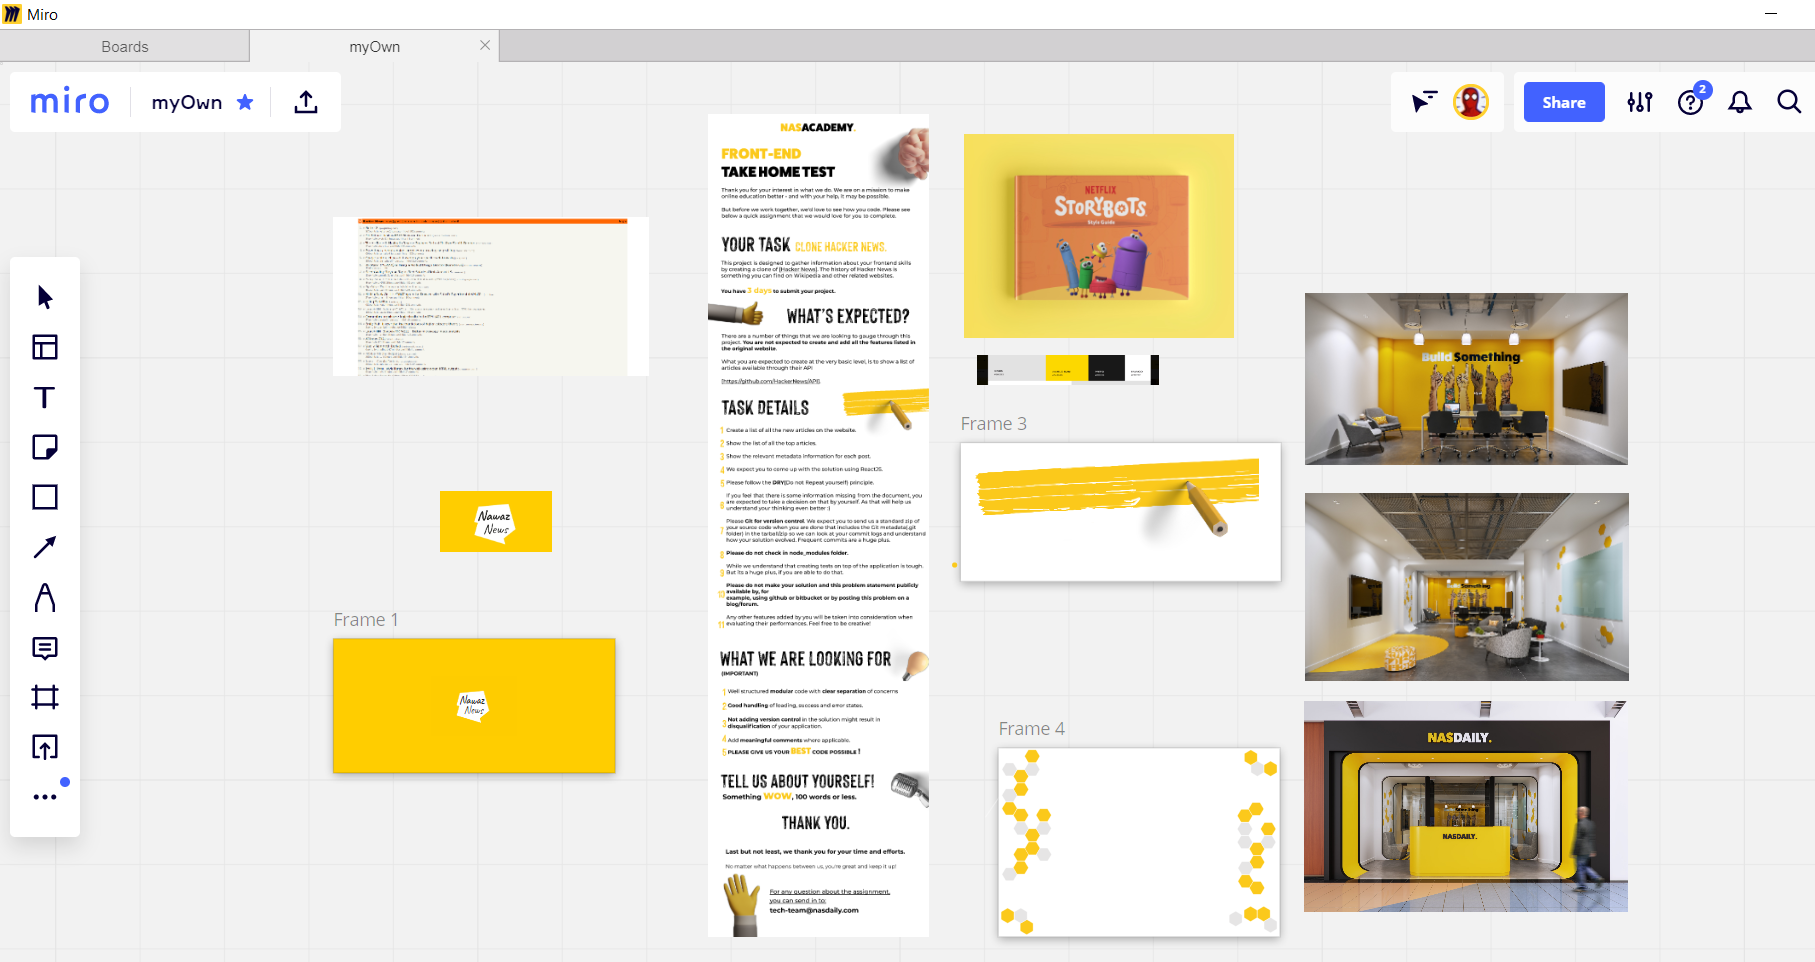 Miro
Boards
myOwn
miro
myOwn
Share
2
NASACADEMY.
FRONT-END
TAKE HOME TEST
Thank you for your interest in what we do. We are on a mission to make
online education better - and with your help, it may be possible.
But before we work together, we'd love to see how you code. Please see
below a quick assignment that we would love for you to complete.
YOUR TASK CLONE HACKER NEWS.
This project is designed to gather information about your frontend skills
by creating a clone of [Hacker News]. The history of Hacker News is
something you can find on Wikipedia and other related websites.
You have 3 days to submit your project.
WHAT'S EXPECTED?
There are a number of things that we are looking to gauge through this
project. You are not expected to create and add all the features listed in
the original website.
What you are expected to create at the very basic level, is to show a list of
articles available through their API
[https://github.com/HackerNews/API].
TASK DETAILS
1 Create a list of all the new articles on the website.
2 Show the list of all the top articles.
3 Show the relevant metadata information for each post.
4 We expect you to come up with the solution using ReactJS.
5 Please follow the DRY(Do not Repeat yourself) principle.
If you feel that there is some information missing from the document, you
are expected to take a decision on that by yourself. As that will help us
6 understand your thinking even better :)
Please Git for version control. We expect you to send us a standard zip of
your source code when you are done that includes the Git metadata(.git
7 folder) in the tarball/zip so we can look at your commit logs and understand
how your solution evolved. Frequent commits are a huge plus.
8 Please do not check in node_modules folder.
While we understand that creating tests on top of the application is tough.
9 But its a huge plus, if you are able to do that.
Please do not make your solution and this problem statement publicly
available by, for
10 example, using github or bitbucket or by posting this problem on a
blog/forum.
Any other features added by you will be taken into consideration when
11 evaluating their performances. Feel free to be creative!
WHAT WE ARE LOOKING FOR
(IMPORTANT)
1 Well structured modular code with clear separation of concerns
2 Good handling of loading, success and error states.
Not adding version control in the solution might result in
3 disqualification of your application.
4 Add meaningful comments where applicable.
5 PLEASE GIVE US YOUR BEST CODE POSSIBLE !
TELL US ABOUT YOURSELF!
Something WOW, 100 words or less.
THANK YOU.
Last but not least, we thank you for your time and efforts.
No matter what happens between us, you're great and keep it up!
For any question about the assignment,
you can send in to:
tech-team@nasdaily.com
Nawaz
News
Frame 1
Nawaz
News
NETFLIX
STORYBOTS
Style Guide
Frame 3
Frame 4
Build Something
Build Something
NASDAILY.
NASDAILY.